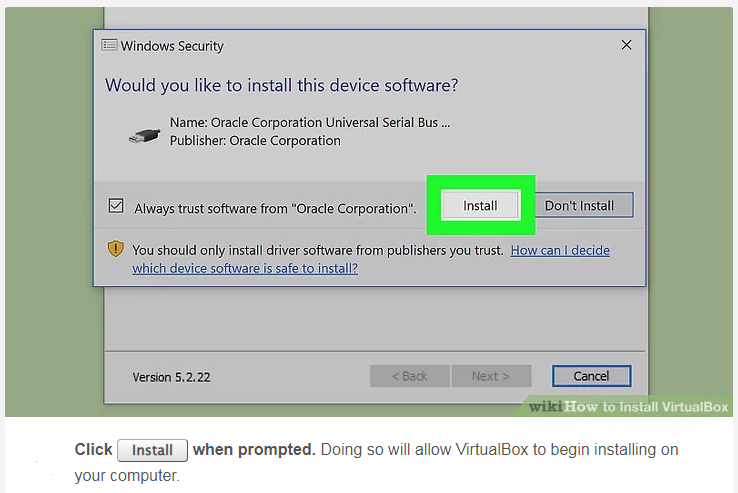 Windows Security
Would you like to install this device software?
Name: Oracle Corporation Universal Serial Bus ...
Publisher: Oracle Corporation
Always trust software from "Oracle Corporation".
Install
Don't Install
You should only install driver software from publishers you trust. How can I decide
which device software is safe to install?
Version 5.2.22
< Back
Next >
Cancel
wikiHow to Install VirtualBox
Click Install when prompted. Doing so will allow VirtualBox to begin installing on
your computer.